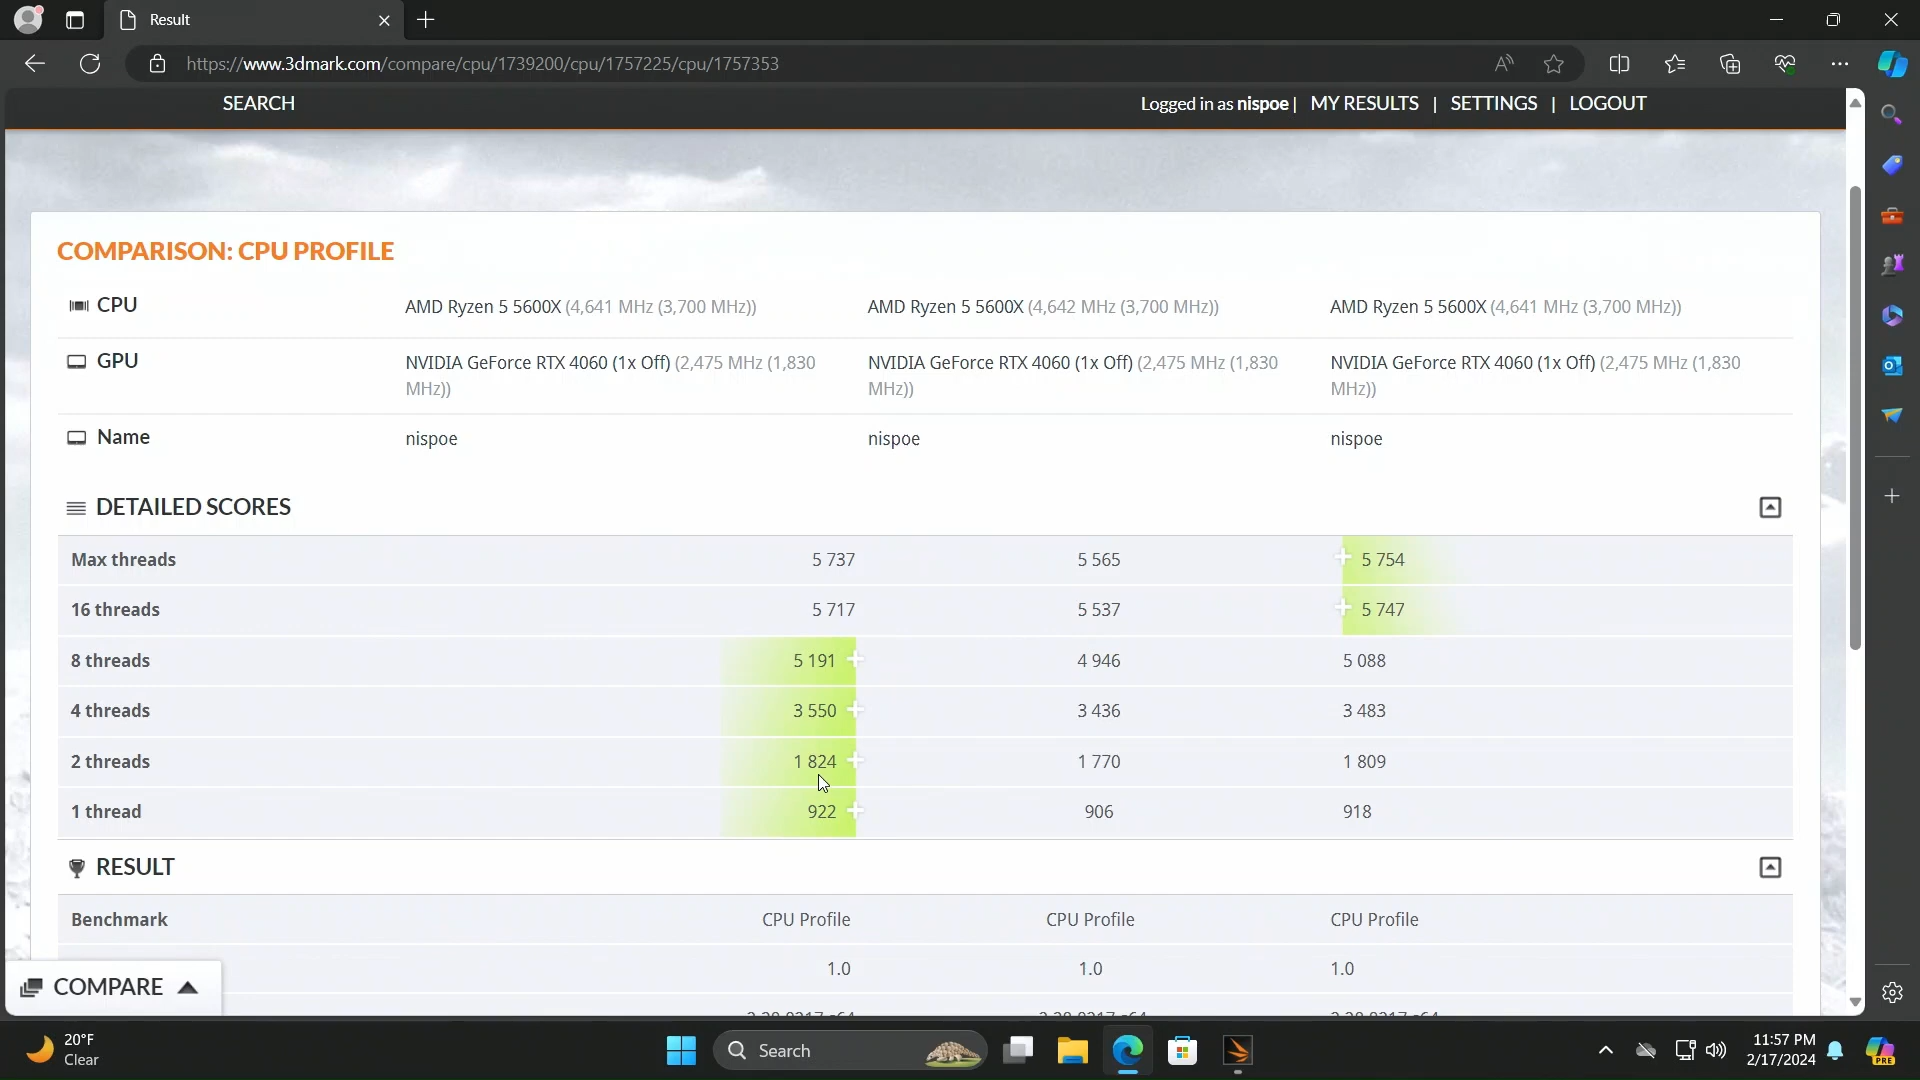 Result
https://www.3dmark.com/compare/cpu/1739200/cpu/1757225/cpu/1757353
SEARCH
Logged in as nispoe | MY RESULTS | SETTINGS | LOGOUT
COMPARISON: CPU PROFILE
CPU AMD Ryzen 5 5600X (4,641 MHz (3,700 MHz)) AMD Ryzen 5 5600X (4,642 MHz (3,700 MHz)) AMD Ryzen 5 5600X (4,641 MHz (3,700 MHz))
GPU NVIDIA GeForce RTX 4060 (1x Off) (2,475 MHz (1,830 NVIDIA GeForce RTX 4060 (1x Off) (2,475 MHz (1,830 NVIDIA GeForce RTX 4060 (1x Off) (2,475 MHz (1,830
MHz)) MHz)) MHz))
Name nispoe nispoe nispoe
DETAILED SCORES
Max threads 5 737 5 565 5 754
16 threads 5 717 5 537 5 747
8 threads 5 191 4 946 5 088
4 threads 3 550 3 436 3 483
2 threads 1 824 1 770 1 809
1 thread 922 906 918
RESULT
Benchmark CPU Profile CPU Profile CPU Profile
1.0 1.0 1.0
COMPARE
20°F
Clear
Search
11:57 PM
2/17/2024
PRE